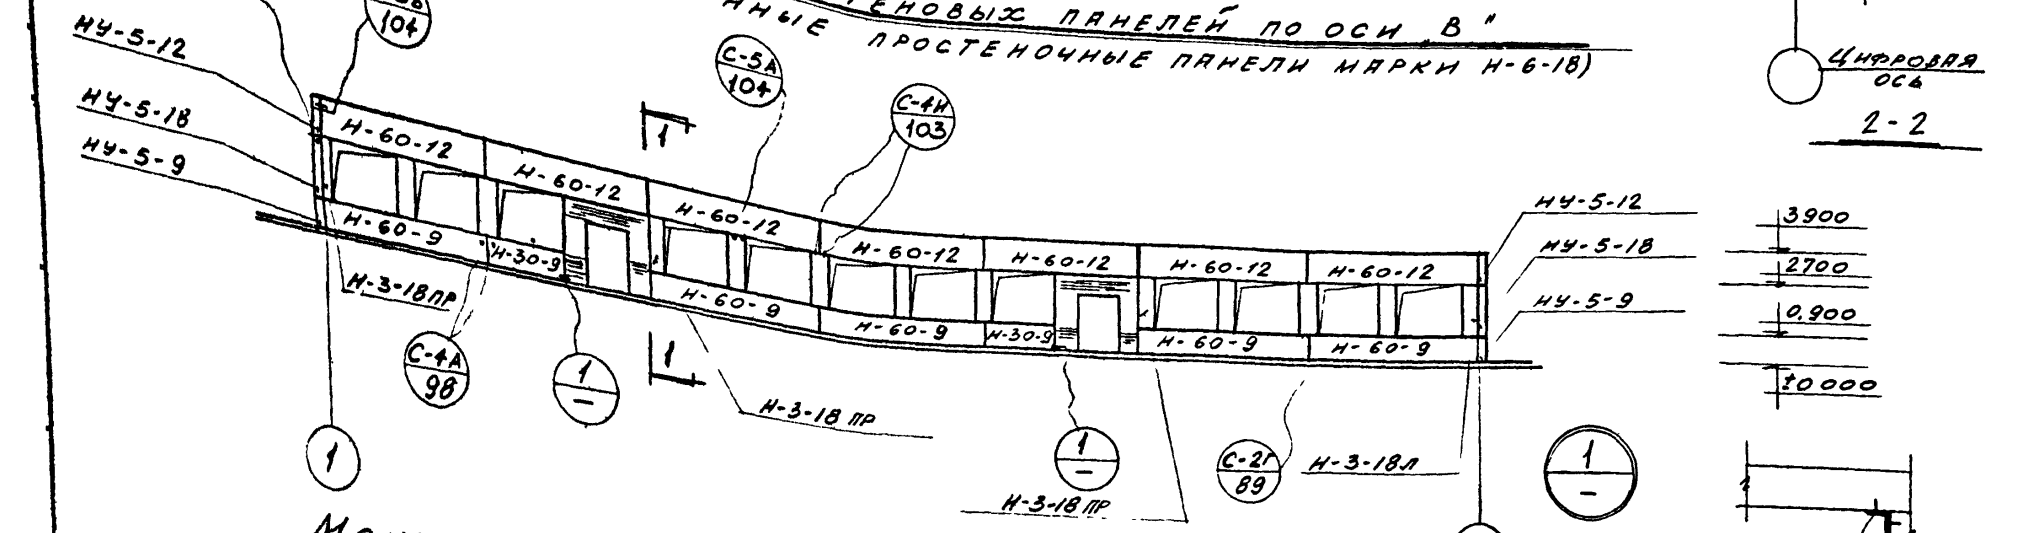 104
ПАНЕЛЕЙ ПО ОСИ „В"
ПРОСТЕНОЧНЫЕ ПАНЕЛИ МАРКИ Н-6-18)
ЦИФРОВАЯ
ОСЬ
2-2
НУ-5-12
НУ-5-18
НУ-5-9
С-5А
104
С-4И
103
1
Н-60-12
Н-60-12
Н-60-12
Н-60-12
Н-60-12
Н-60-12
Н-60-12
Н-60-9
Н-30-9
Н-60-9
Н-60-9
Н-30-9
Н-60-9
Н-60-9
НУ-5-12
НУ-5-18
НУ-5-9
3900
2700
0.900
±0000
Н-3-18ПР
С-4А
98
1
-
1
Н-3-18 ПР
1
1
-
Н-3-18 ПР
С-2Г
89
Н-3-18Л
1
-